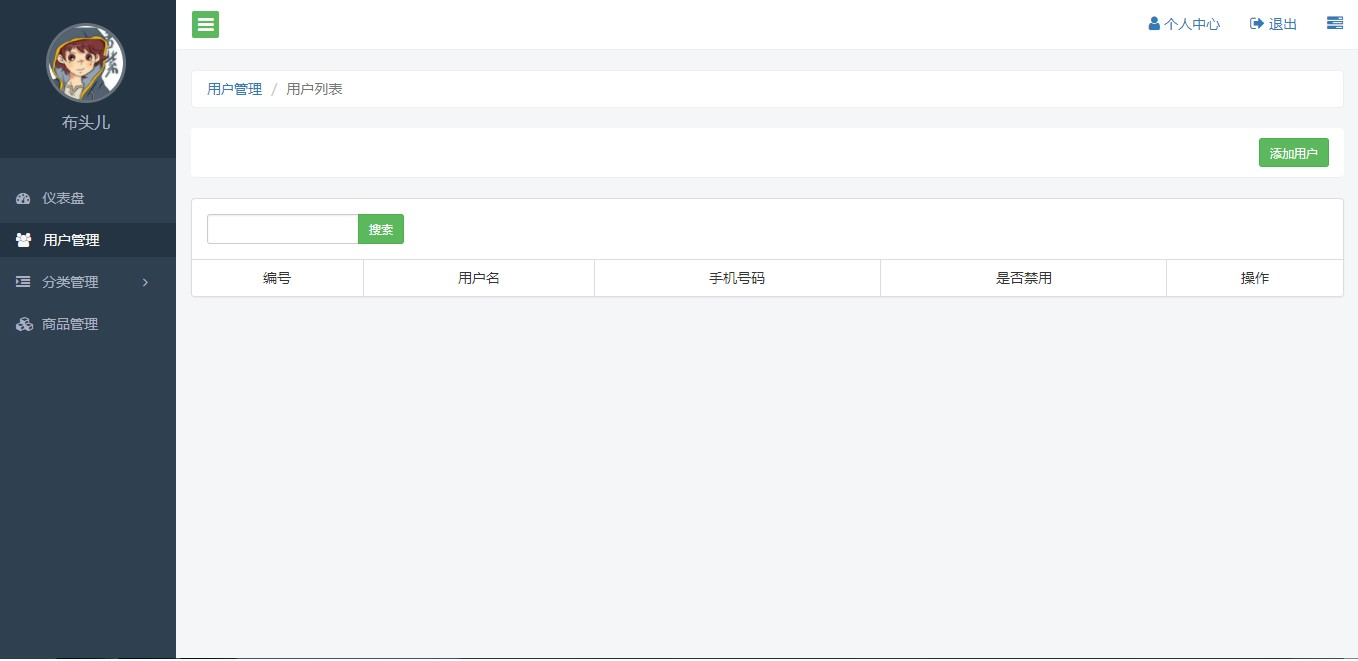 布头儿
仪表盘
用户管理
分类管理
商品管理
个人中心 退出
用户管理 / 用户列表
添加用户
搜索
编号 用户名 手机号码 是否禁用 操作